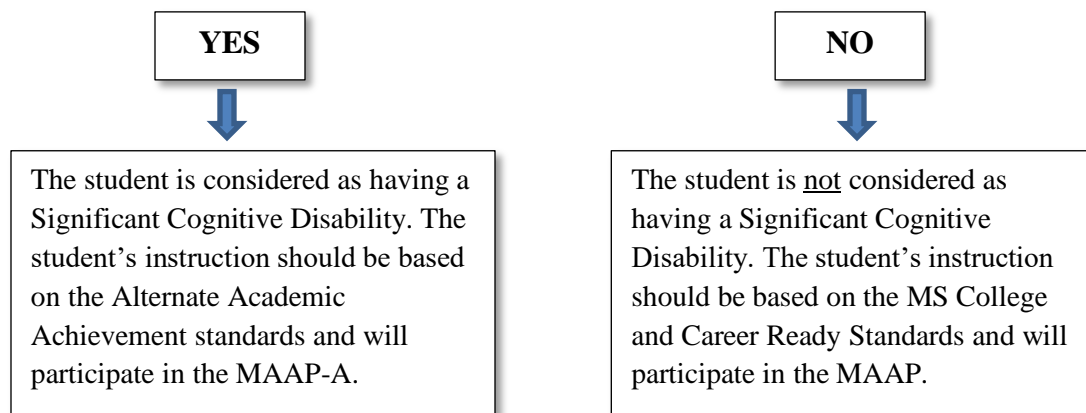 YES
The student is considered as having a
Significant Cognitive Disability. The
student’s instruction should be based
on the Alternate Academic
Achievement standards and will
participate in the MAAP-A.
NO
The student is not considered as
having a Significant Cognitive
Disability. The student’s instruction
should be based on the MS College
and Career Ready Standards and will
participate in the MAAP.